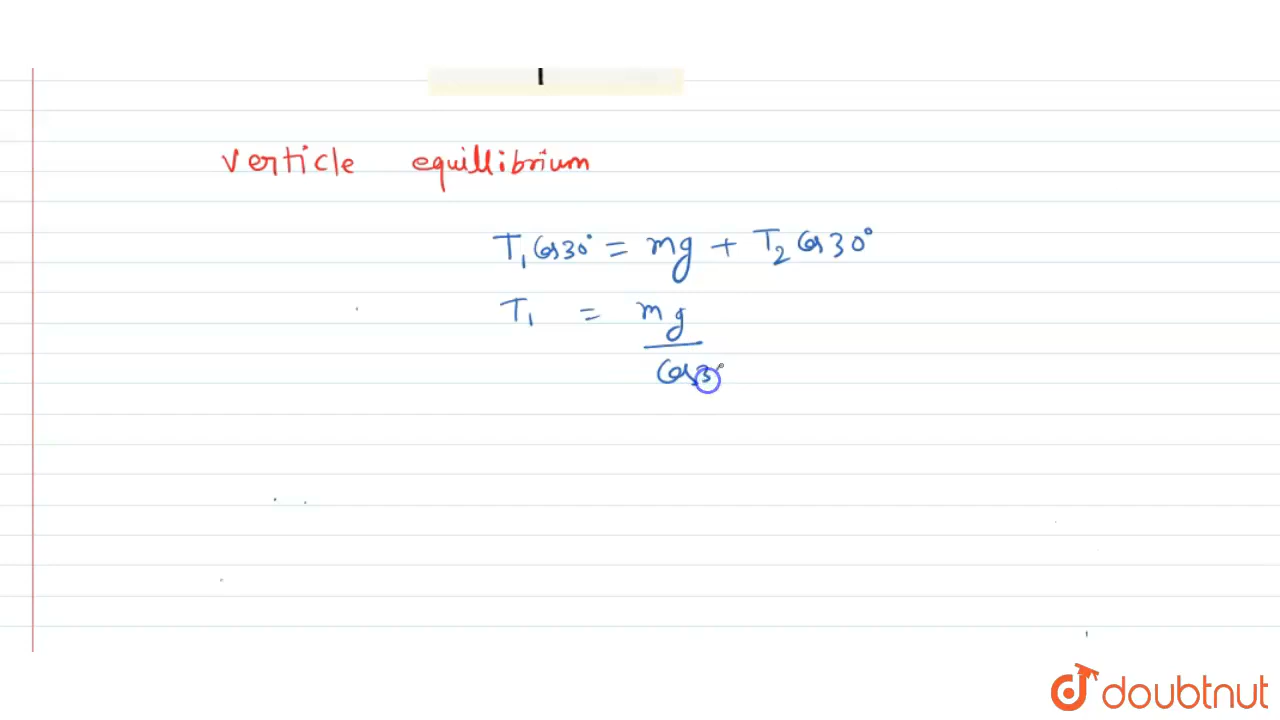 verticle equillibrium
T₁ Cos30° = mg + T₂ Cos30°
T₁ = mg
Cos3°
doubtnut